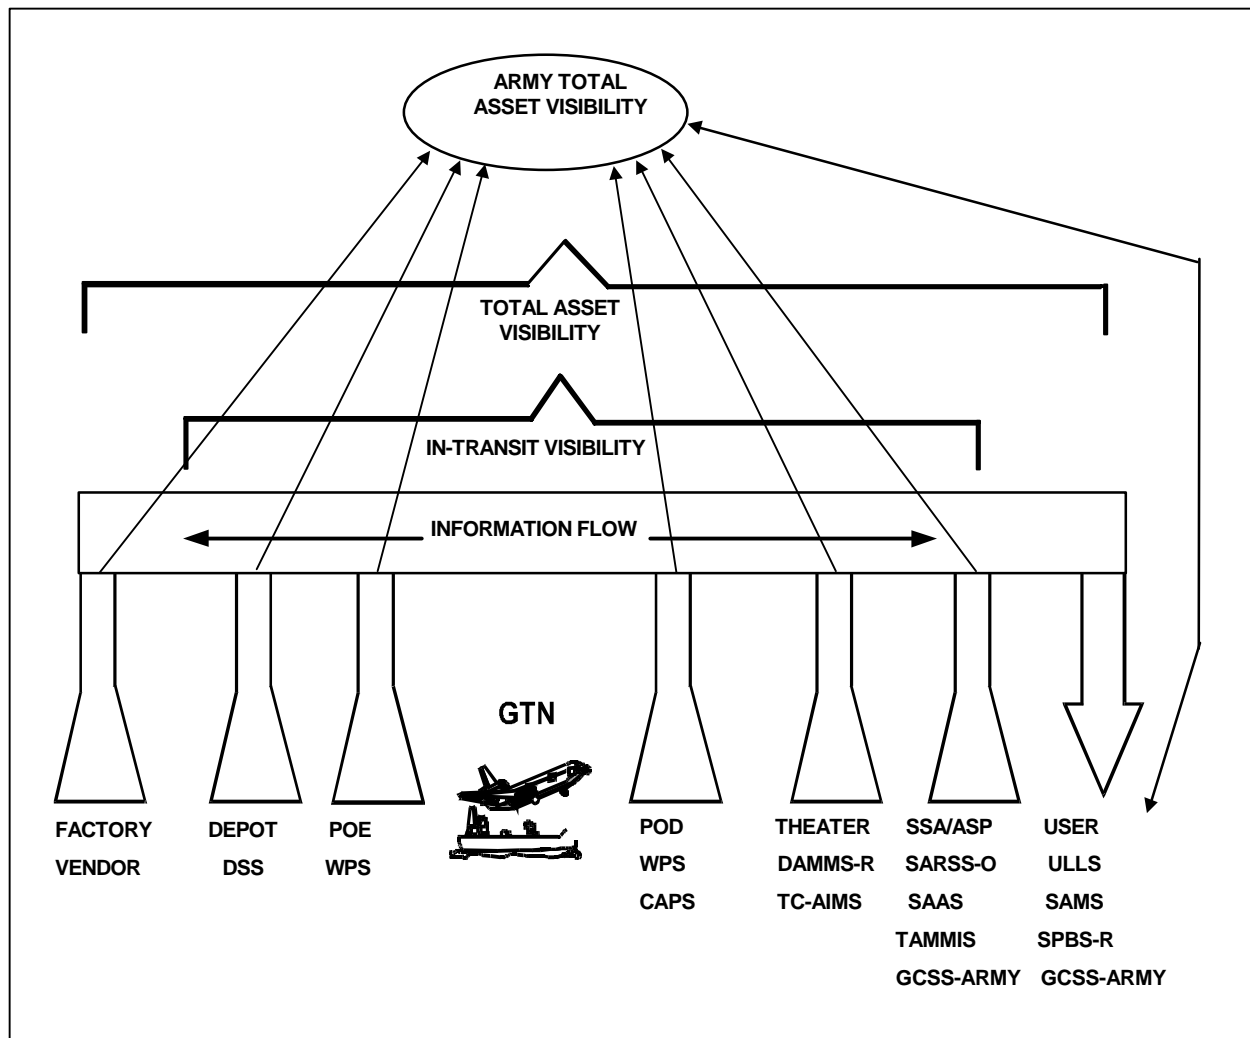 ARMY TOTAL
ASSET VISIBILITY
TOTAL ASSET
VISIBILITY
IN-TRANSIT VISIBILITY
INFORMATION FLOW
GTN
FACTORY
VENDOR
DEPOT
DSS
POE
WPS
POD
WPS
CAPS
THEATER
DAMMS-R
TC-AIMS
SSA/ASP
SARSS-O
SAAS
TAMMIS
GCSS-ARMY
USER
ULLS
SAMS
SPBS-R
GCSS-ARMY